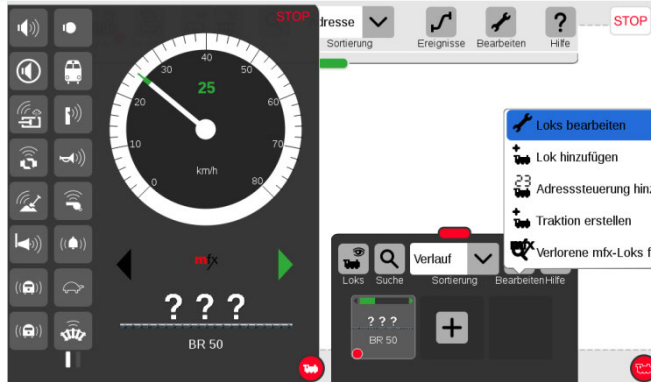 STOP
40
30
50
25
20
60
10
70
km/h
0
80
mfx
? ? ?
BR 50
dresse
Sortierung
Ereignisse
Bearbeiten
Hilfe
STOP
Loks bearbeiten
Lok hinzufügen
23
Adresssteuerung hinz
Traktion erstellen
mfx
Verlorene mfx-Loks f
Verlauf
Loks
Suche
Sortierung
Bearbeiten
Hilfe
? ? ?
BR 50